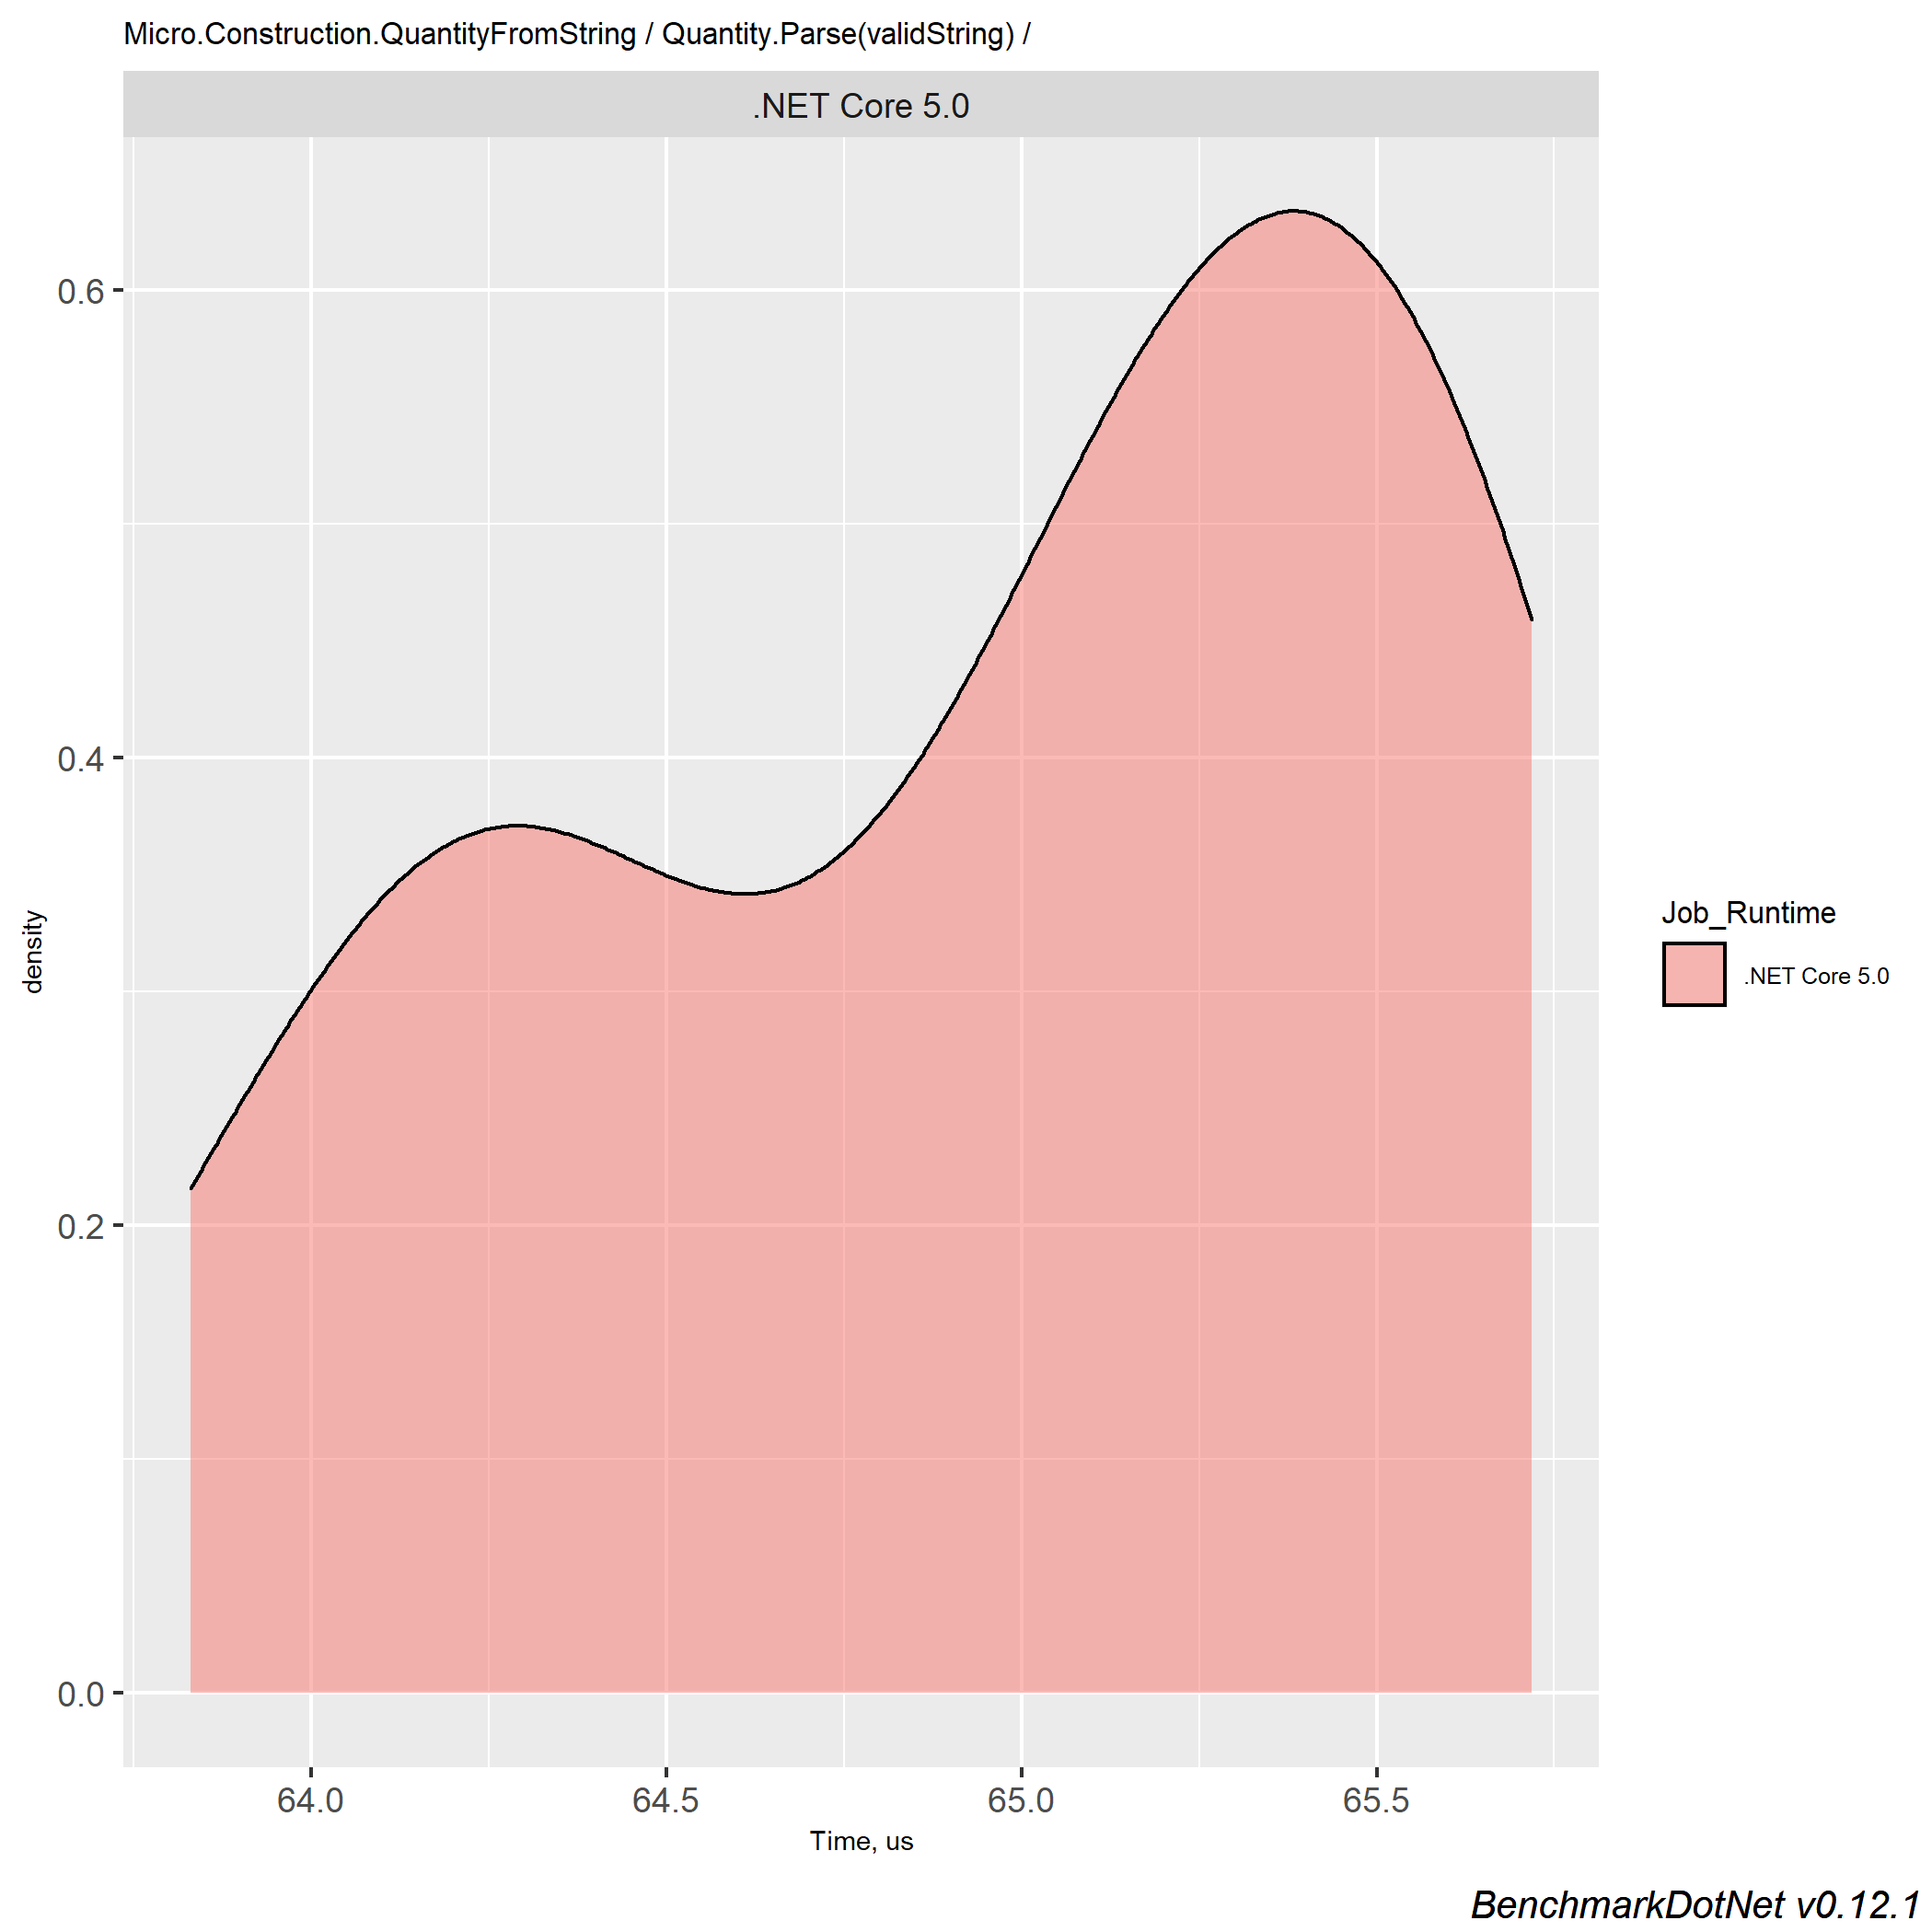 Micro.Construction.QuantityFromString / Quantity.Parse(validString) /
.NET Core 5.0
0.6
0.4
0.2
0.0
density
64.0 64.5 65.0 65.5
Time, us
Job_Runtime
.NET Core 5.0
BenchmarkDotNet v0.12.1